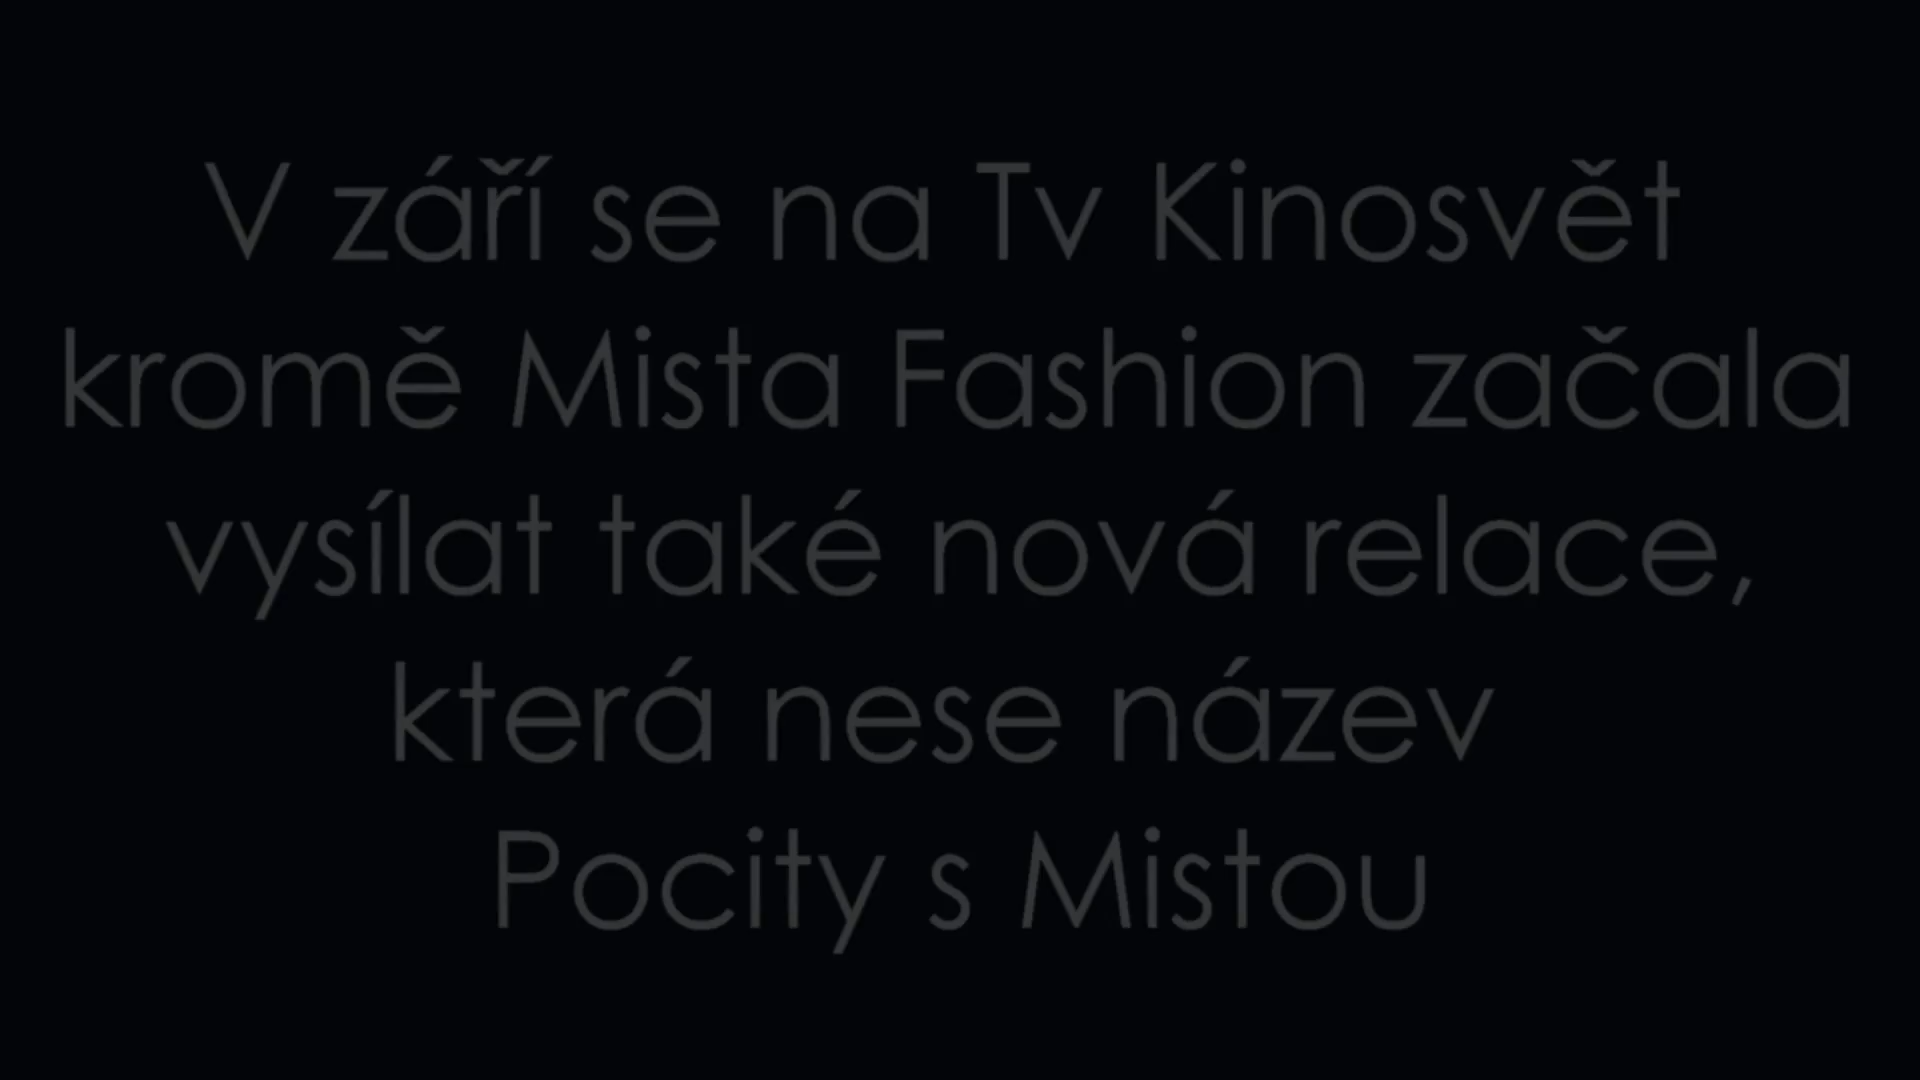 V září se na Tv Kinosvět
kromě Mista Fashion začala
vysílat také nová relace,
která nese název
Pocity s Mistou